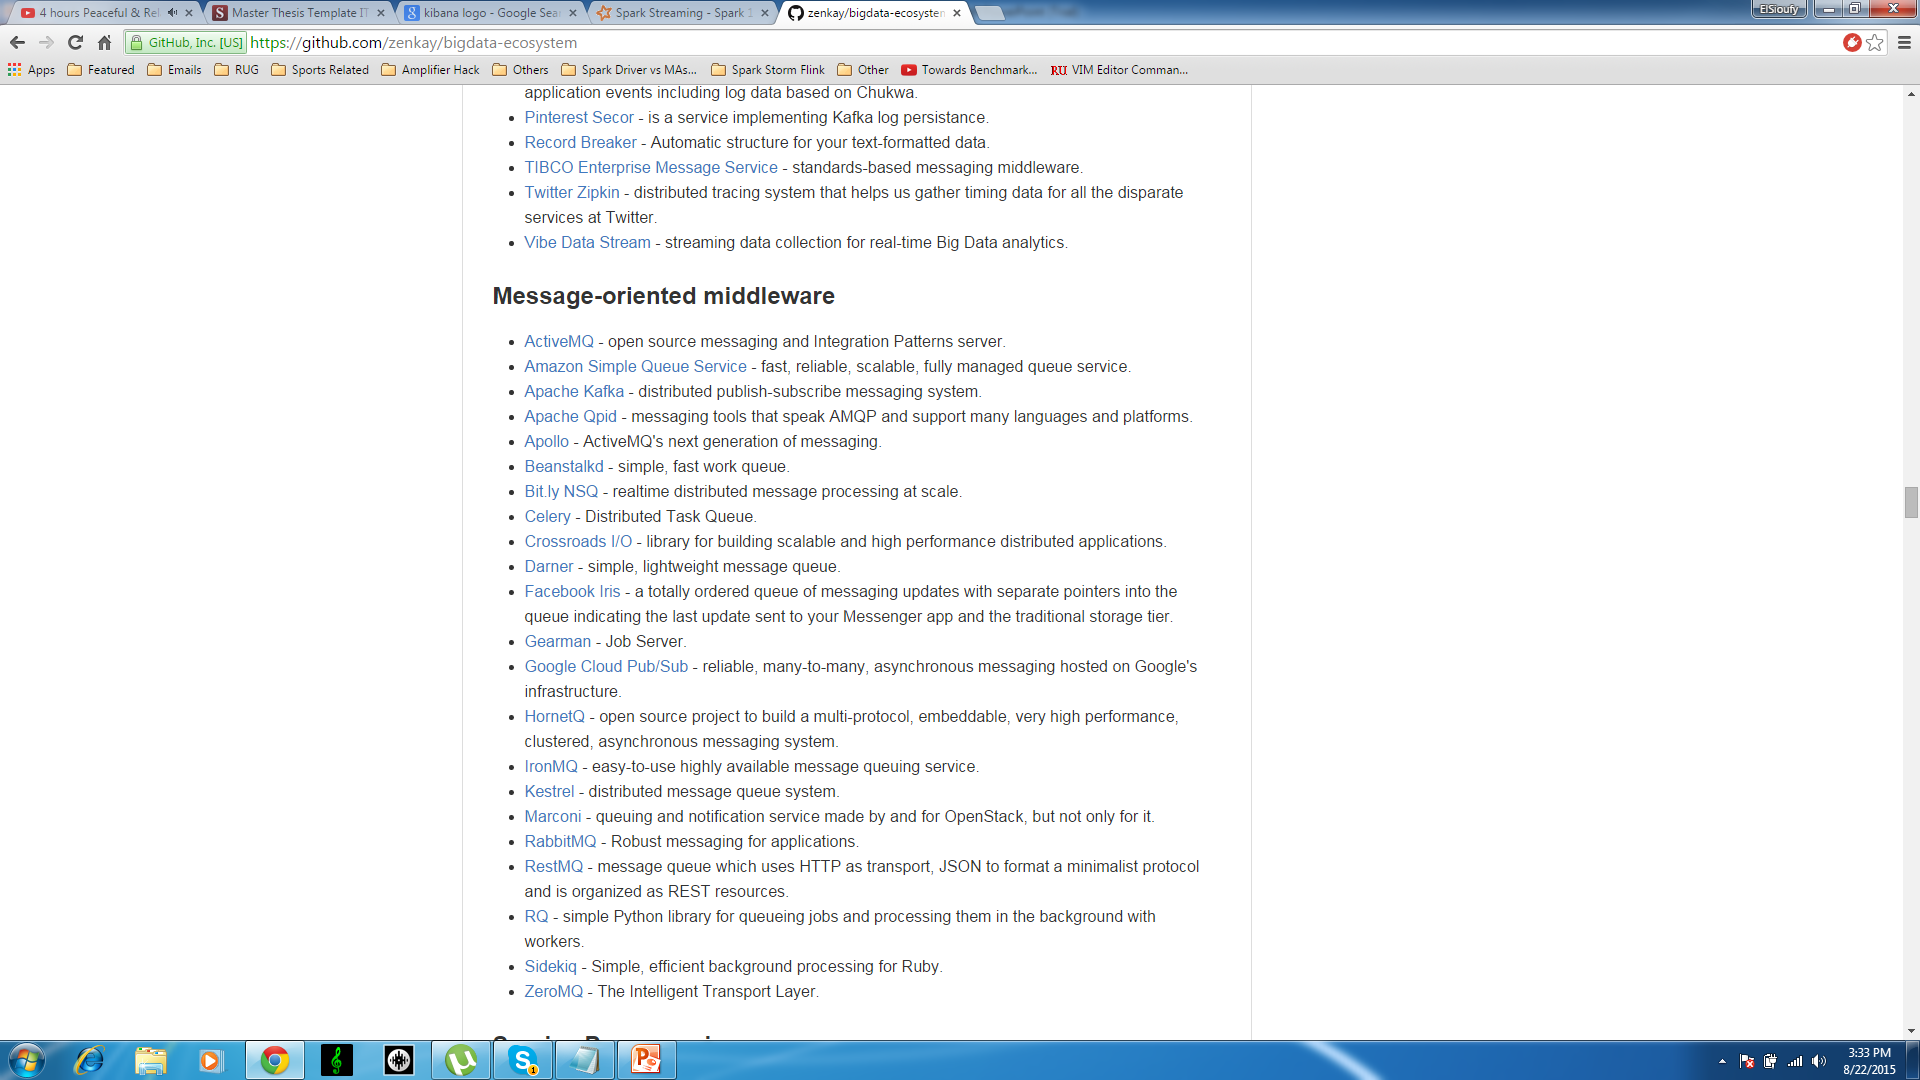 4 hours Peaceful & Rel
Master Thesis Template IT
kibana logo - Google Sea
Spark Streaming - Spark 1
zenkay/bigdata-ecosystem
ElSioufy
GitHub, Inc. [US] https://github.com/zenkay/bigdata-ecosystem
Apps Featured Emails RUG Sports Related Amplifier Hack Others Spark Driver vs MAs... Spark Storm Flink Other Towards Benchmark... RU VIM Editor Comman...
application events including log data based on Chukwa.
Pinterest Secor - is a service implementing Kafka log persistance.
Record Breaker - Automatic structure for your text-formatted data.
TIBCO Enterprise Message Service - standards-based messaging middleware.
Twitter Zipkin - distributed tracing system that helps us gather timing data for all the disparate
services at Twitter.
Vibe Data Stream - streaming data collection for real-time Big Data analytics.
Message-oriented middleware
ActiveMQ - open source messaging and Integration Patterns server.
Amazon Simple Queue Service - fast, reliable, scalable, fully managed queue service.
Apache Kafka - distributed publish-subscribe messaging system.
Apache Qpid - messaging tools that speak AMQP and support many languages and platforms.
Apollo - ActiveMQ's next generation of messaging.
Beanstalkd - simple, fast work queue.
Bit.ly NSQ - realtime distributed message processing at scale.
Celery - Distributed Task Queue.
Crossroads I/O - library for building scalable and high performance distributed applications.
Darner - simple, lightweight message queue.
Facebook Iris - a totally ordered queue of messaging updates with separate pointers into the
queue indicating the last update sent to your Messenger app and the traditional storage tier.
Gearman - Job Server.
Google Cloud Pub/Sub - reliable, many-to-many, asynchronous messaging hosted on Google's
infrastructure.
HornetQ - open source project to build a multi-protocol, embeddable, very high performance,
clustered, asynchronous messaging system.
IronMQ - easy-to-use highly available message queuing service.
Kestrel - distributed message queue system.
Marconi - queuing and notification service made by and for OpenStack, but not only for it.
RabbitMQ - Robust messaging for applications.
RestMQ - message queue which uses HTTP as transport, JSON to format a minimalist protocol
and is organized as REST resources.
RQ - simple Python library for queueing jobs and processing them in the background with
workers.
Sidekiq - Simple, efficient background processing for Ruby.
ZeroMQ - The Intelligent Transport Layer.
3:33 PM
8/22/2015